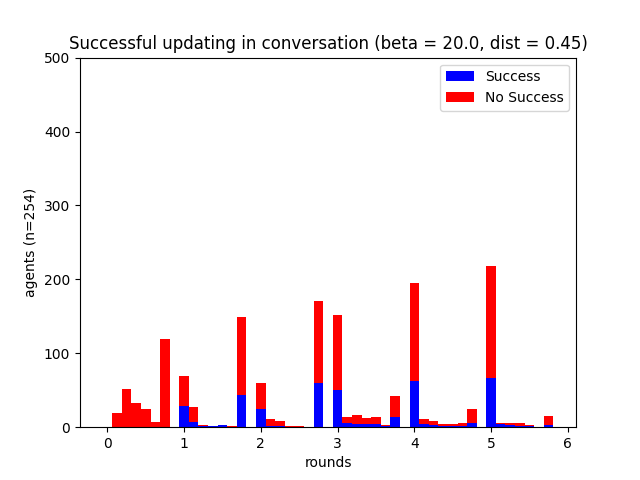 Successful updating in conversation (beta = 20.0, dist = 0.45)
Success
No Success
500
400
300
200
100
0
agents (n=254)
0 1 2 3 4 5 6
rounds